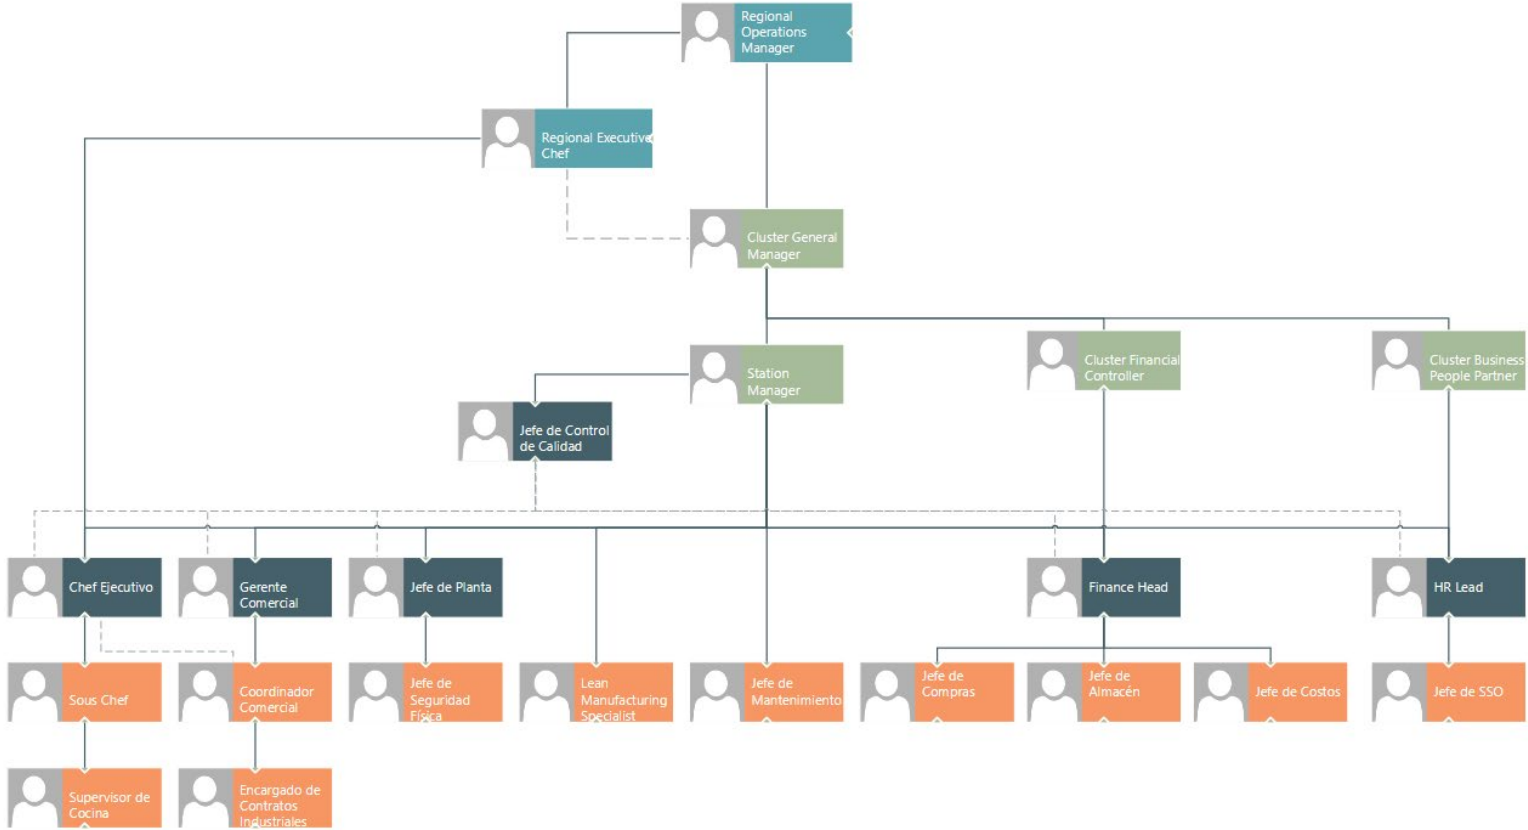 Regional
Operations
Manager
Regional Executive
Chef
Cluster General
Manager
Station
Manager
Cluster Financial
Controller
Cluster Business
People Partner
Jefe de Control
de Calidad
Chef Ejecutivo
Gerente
Comercial
Jefe de Planta
Finance Head
HR Lead
Sous Chef
Coordinador
Comercial
Jefe de
Seguridad
Física
Lean
Manufacturing
Specialist
Jefe de
Mantenimiento
Jefe de
Compras
Jefe de
Almacén
Jefe de Costos
Jefe de SSO
Supervisor de
Cocina
Encargado de
Contratos
Industriales